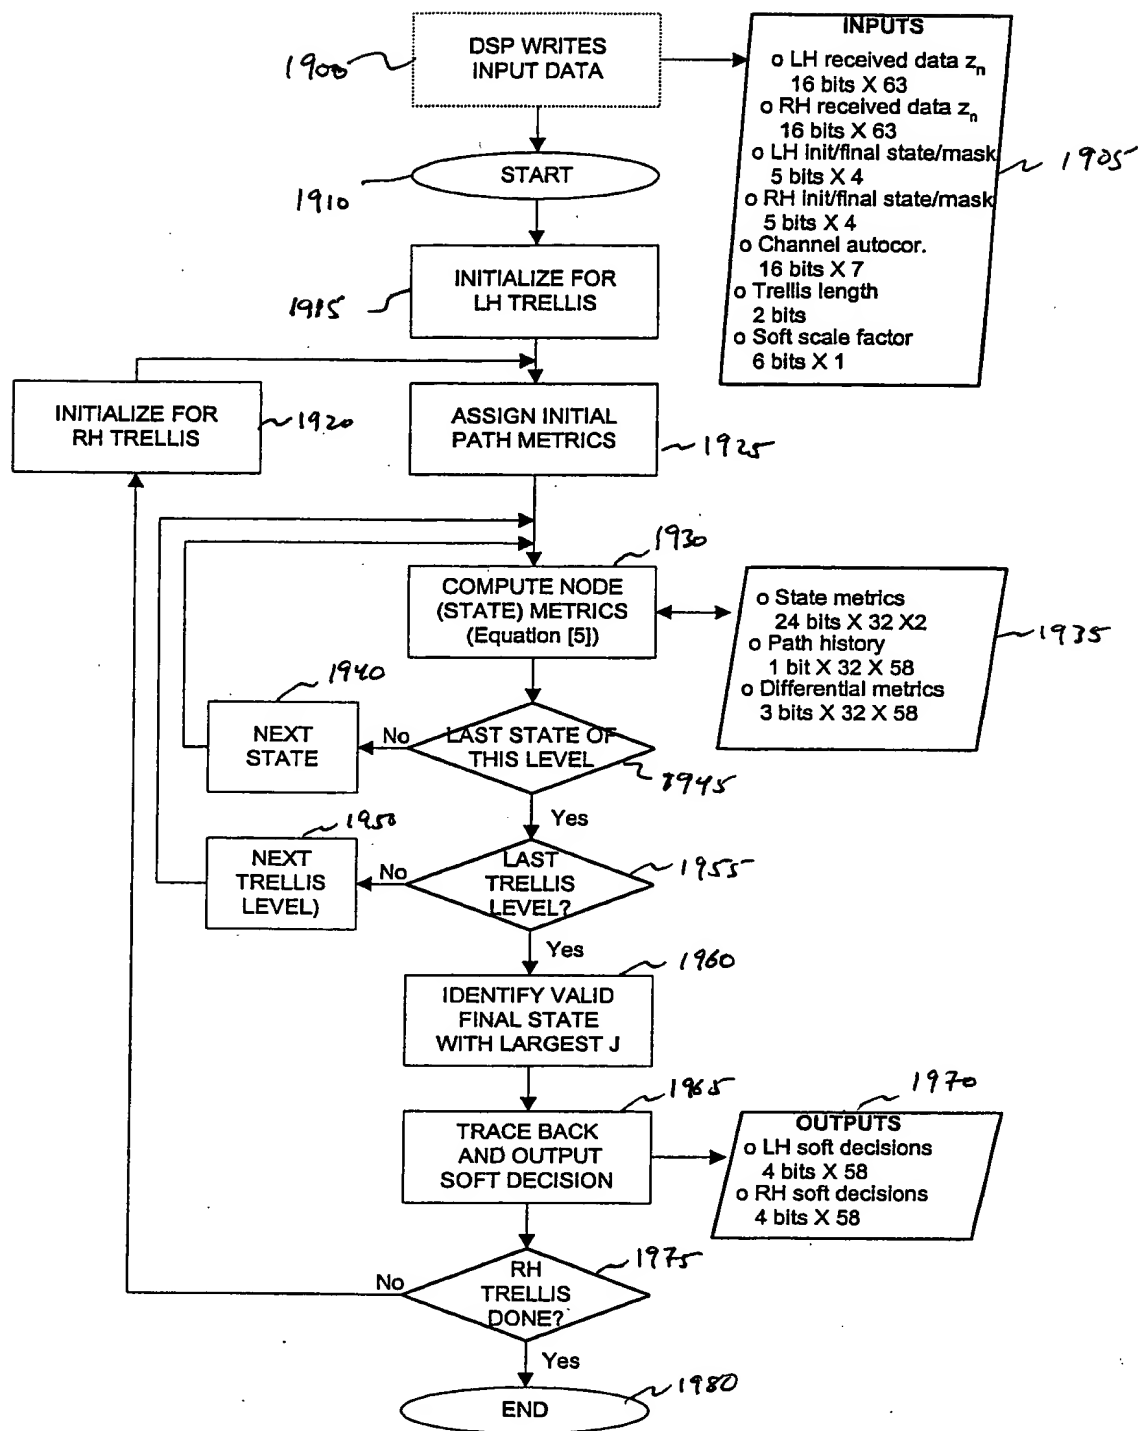 1900
DSP WRITES
INPUT DATA
INPUTS
o LH received data zn
16 bits X 63
o RH received data zn
16 bits X 63
o LH init/final state/mask
5 bits X 4
o RH init/final state/mask
5 bits X 4
o Channel autocor.
16 bits X 7
o Trellis length
2 bits
o Soft scale factor
6 bits X 1
1905
START
1910
INITIALIZE FOR
LH TRELLIS
1915
INITIALIZE FOR
RH TRELLIS
1920
ASSIGN INITIAL
PATH METRICS
1925
1930
COMPUTE NODE
(STATE) METRICS
(Equation [5])
o State metrics
24 bits X 32 X2
o Path history
1 bit X 32 X 58
o Differential metrics
3 bits X 32 X 58
1935
1940
NEXT
STATE
No
LAST STATE OF
THIS LEVEL
1945
Yes
1950
NEXT
TRELLIS
LEVEL)
No
LAST
TRELLIS
LEVEL?
1955
Yes
1960
IDENTIFY VALID
FINAL STATE
WITH LARGEST J
1965
TRACE BACK
AND OUTPUT
SOFT DECISION
1970
OUTPUTS
o LH soft decisions
4 bits X 58
o RH soft decisions
4 bits X 58
No
RH
TRELLIS
DONE?
1975
Yes
END
1980